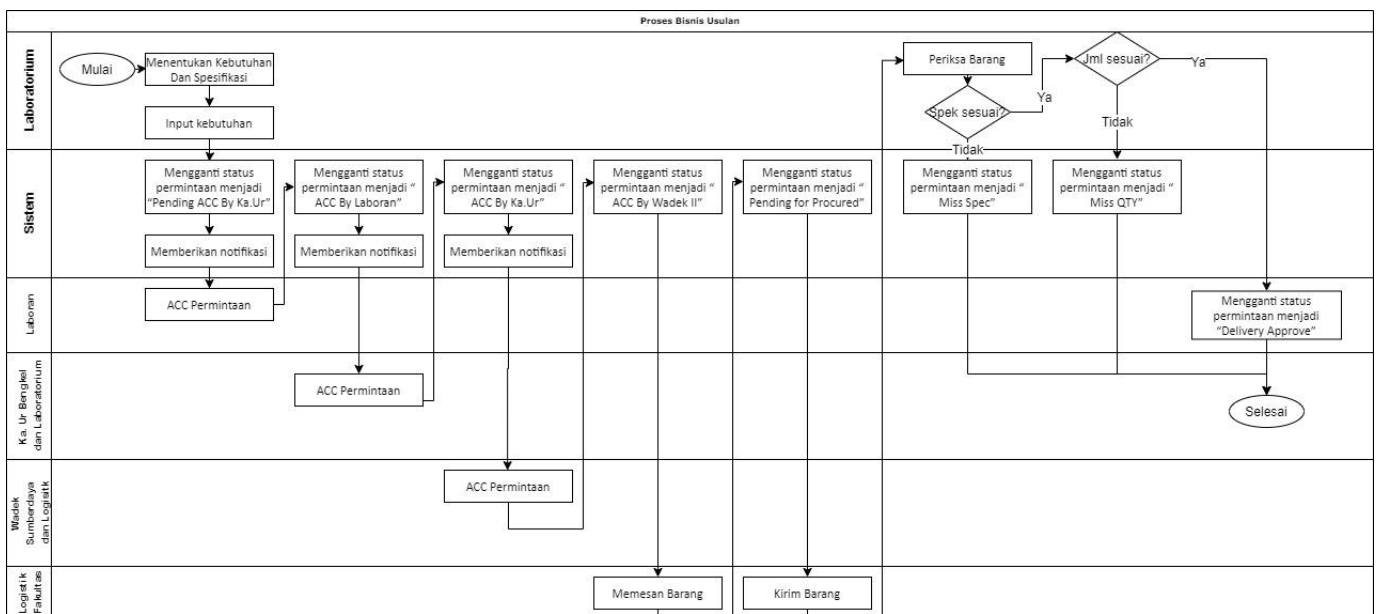 Proses Bisnis Usulan
Laboratorium
Mulai
Menentukan Kebutuhan
Dan Spesifikasi
Input kebutuhan
Periksa Barang
Spek sesuai?
Ya
Tidak
Jml sesuai?
Ya
Tidak
Sistem
Mengganti status
permintaan menjadi
“Pending ACC By Ka.Ur”
Memberikan notifikasi
Mengganti status
permintaan menjadi “
ACC By Laboran”
Memberikan notifikasi
Mengganti status
permintaan menjadi “
ACC By Ka.Ur”
Memberikan notifikasi
Mengganti status
permintaan menjadi “
ACC By Wadek II”
Mengganti status
permintaan menjadi “
Pending for Procured”
Mengganti status
permintaan menjadi “
Miss Spec”
Mengganti status
permintaan menjadi “
Miss QTY”
Laboran
ACC Permintaan
Mengganti status
permintaan menjadi
“Delivery Approve”
Ka. Ur Bengkel
dan Laboratorium
ACC Permintaan
Selesai
Wadek
Sumberdaya
dan Logisitk
ACC Permintaan
Logistik
Fakultas
Memesan Barang
Kirim Barang